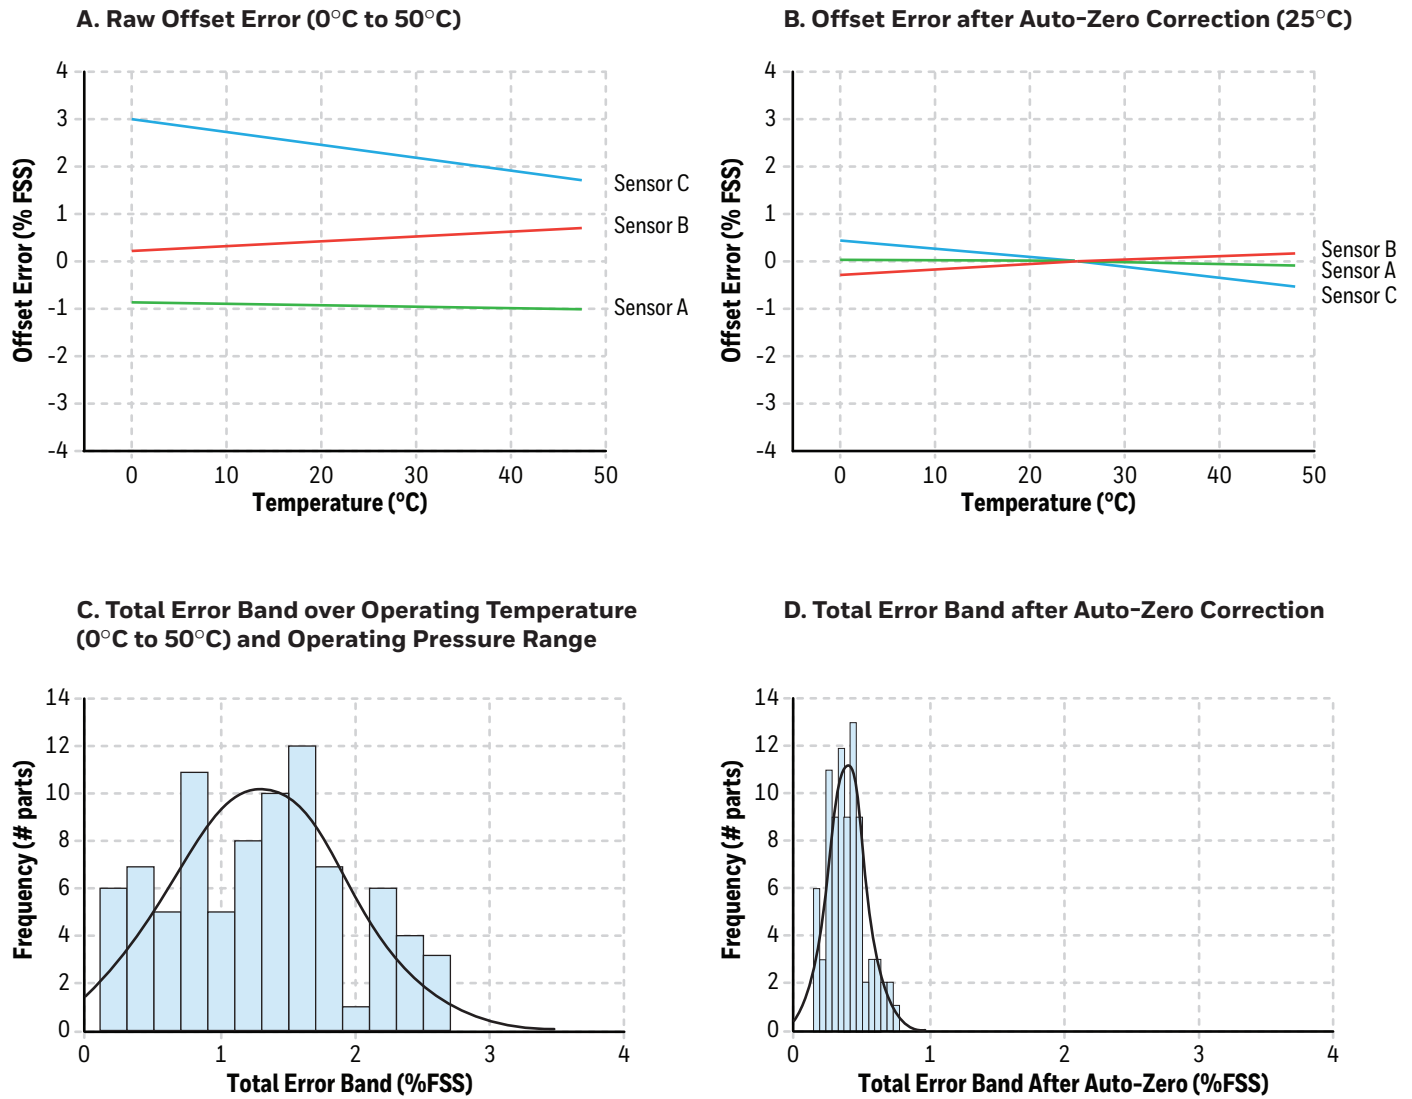 A. Raw Offset Error (0°C to 50°C)
4
3
2
1
0
-1
-2
-3
-4
Offset Error (% FSS)
Sensor C
Sensor B
Sensor A
0 10 20 30 40 50
Temperature (ºC)
B. Offset Error after Auto-Zero Correction (25°C)
4
3
2
1
0
-1
-2
-3
-4
Offset Error (% FSS)
Sensor B
Sensor A
Sensor C
0 10 20 30 40 50
Temperature (ºC)
C. Total Error Band over Operating Temperature
(0°C to 50°C) and Operating Pressure Range
14
12
10
8
6
4
2
0
Frequency (# parts)
0 1 2 3 4
Total Error Band (%FSS)
D. Total Error Band after Auto-Zero Correction
14
12
10
8
6
4
2
0
Frequency (# parts)
0 1 2 3 4
Total Error Band After Auto-Zero (%FSS)